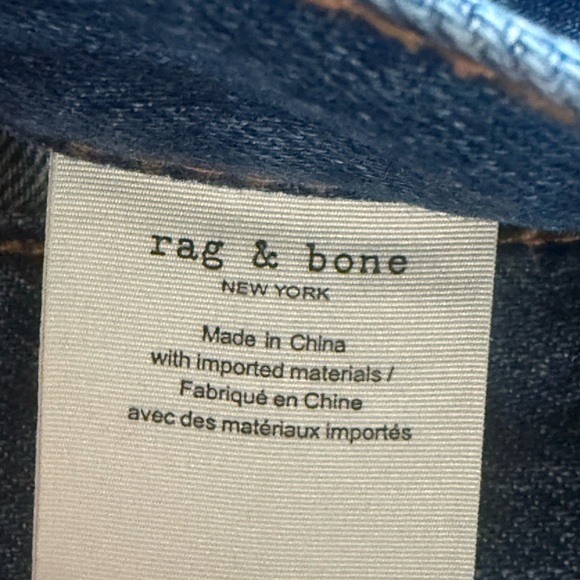 rag & bone
NEW YORK
Made in China
with imported materials /
Fabriqué en Chine
avec des matériaux importés